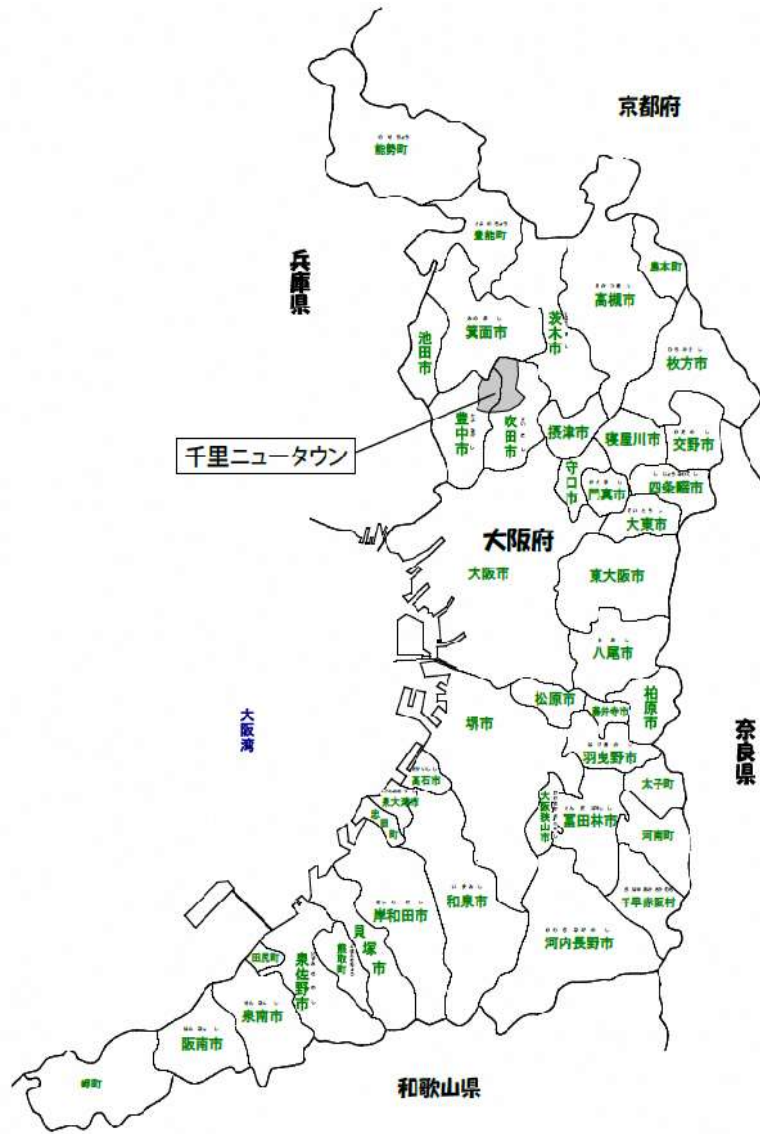 京都府
能勢町
豊能町
兵庫県
島本町
高槻市
茨木市
箕面市
池田市
枚方市
豊中市
吹田市
摂津市
寝屋川市
交野市
千里ニュータウン
守口市
門真市
四条畷市
大東市
大阪府
大阪市
東大阪市
八尾市
松原市
藤井寺市
柏原市
大阪湾
堺市
奈良県
羽曳野市
高石市
太子町
泉大津市
忠岡町
大阪狭山市
富田林市
河南町
岸和田市
和泉市
千早赤阪村
貝塚市
河内長野市
熊取町
田尻町
泉佐野市
泉南市
阪南市
岬町
和歌山県